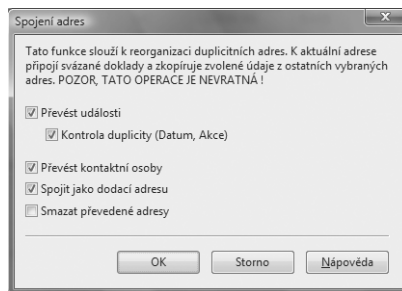 Spojení adres
Tato funkce slouží k reorganizaci duplicitních adres. K aktuální adrese
připojí svázané doklady a zkopíruje zvolené údaje z ostatních vybraných
adres. POZOR, TATO OPERACE JE NEVRATNÁ !
Převést události
Kontrola duplicity (Datum, Akce)
Převést kontaktní osoby
Spojit jako dodací adresu
Smazat převedené adresy
OK
Storno
Nápověda